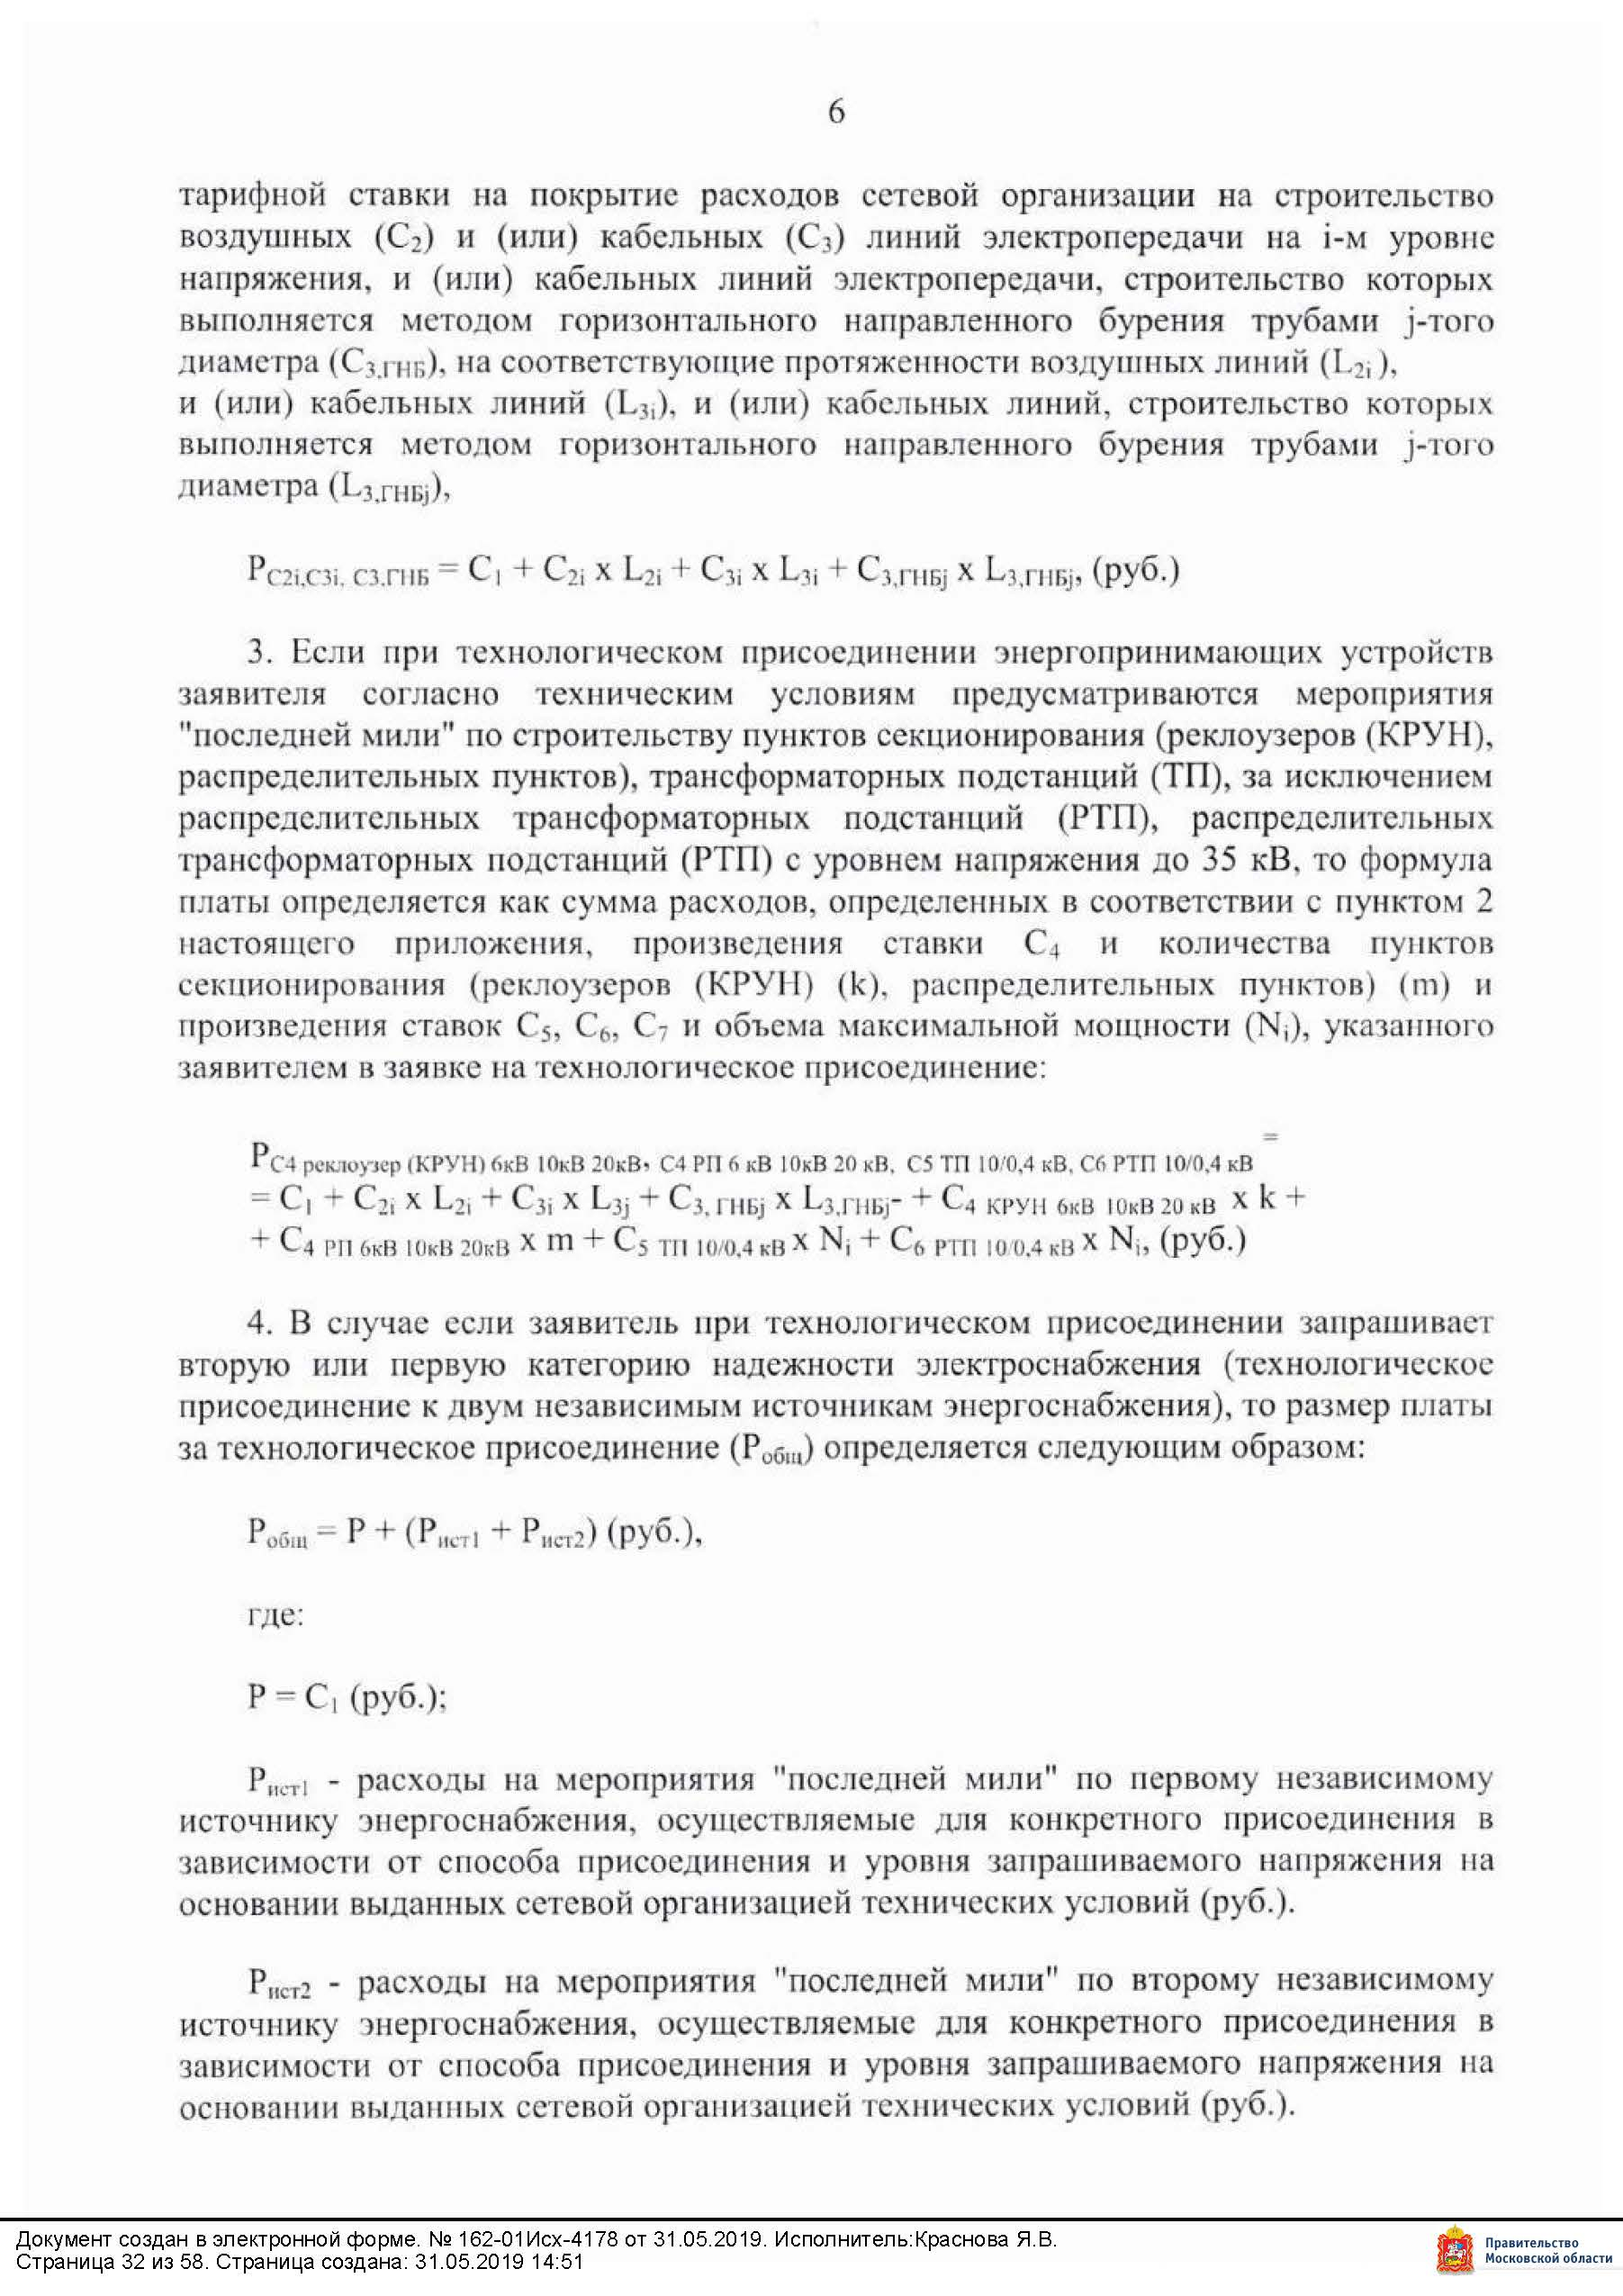 6
тарифной ставки на покрытие расходов сетевой организации на строительство
воздушных (С₂) и (или) кабельных (С₃) линий электропередачи на i-м уровне
напряжения, и (или) кабельных линий электропередачи, строительство которых
выполняется методом горизонтального направленного бурения трубами j-того
диаметра (С₃,ГНБ), на соответствующие протяженности воздушных линий (L₂ᵢ ),
и (или) кабельных линий (L₃ᵢ), и (или) кабельных линий, строительство которых
выполняется методом горизонтального направленного бурения трубами j-того
диаметра (L₃,ГНБj),
PС2i,С3i, С3.ГНБ = С₁ + С₂ᵢ х L₂ᵢ + С₃ᵢ х L₃ᵢ + С₃,ГНБj х L₃,ГНБj, (руб.)
3. Если при технологическом присоединении энергопринимающих устройств
заявителя согласно техническим условиям предусматриваются мероприятия
"последней мили" по строительству пунктов секционирования (реклоузеров (КРУН),
распределительных пунктов), трансформаторных подстанций (ТП), за исключением
распределительных трансформаторных подстанций (РТП), распределительных
трансформаторных подстанций (РТП) с уровнем напряжения до 35 кВ, то формула
платы определяется как сумма расходов, определенных в соответствии с пунктом 2
настоящего приложения, произведения ставки С₄ и количества пунктов
секционирования (реклоузеров (КРУН) (k), распределительных пунктов) (m) и
произведения ставок С₅, С₆, С₇ и объема максимальной мощности (Nᵢ), указанного
заявителем в заявке на технологическое присоединение:
PС4 реклоузер (КРУН) 6кВ 10кВ 20кВ, С4 РП 6 кВ 10кВ 20 кВ, С5 ТП 10/0,4 кВ, С6 РТП 10/0,4 кВ =
= С₁ + С₂ᵢ х L₂ᵢ + С₃ᵢ х L₃j + С₃, ГНБj х L₃,ГНБj- + С₄ КРУН 6кВ 10кВ 20 кВ х k +
+ С₄ РП 6кВ 10кВ 20кВ х m + С₅ ТП 10/0,4 кВ х Nᵢ + С₆ РТП 10/0,4 кВ х Nᵢ, (руб.)
4. В случае если заявитель при технологическом присоединении запрашивает
вторую или первую категорию надежности электроснабжения (технологическое
присоединение к двум независимым источникам энергоснабжения), то размер платы
за технологическое присоединение (Робщ) определяется следующим образом:
Робщ = Р + (Рист1 + Рист2) (руб.),
где:
Р = С₁ (руб.);
Рист1 - расходы на мероприятия "последней мили" по первому независимому
источнику энергоснабжения, осуществляемые для конкретного присоединения в
зависимости от способа присоединения и уровня запрашиваемого напряжения на
основании выданных сетевой организацией технических условий (руб.).
Рист2 - расходы на мероприятия "последней мили" по второму независимому
источнику энергоснабжения, осуществляемые для конкретного присоединения в
зависимости от способа присоединения и уровня запрашиваемого напряжения на
основании выданных сетевой организацией технических условий (руб.).
Документ создан в электронной форме. № 162-01Исх-4178 от 31.05.2019. Исполнитель:Краснова Я.В.
Страница 32 из 58. Страница создана: 31.05.2019 14:51
Правительство
Московской области